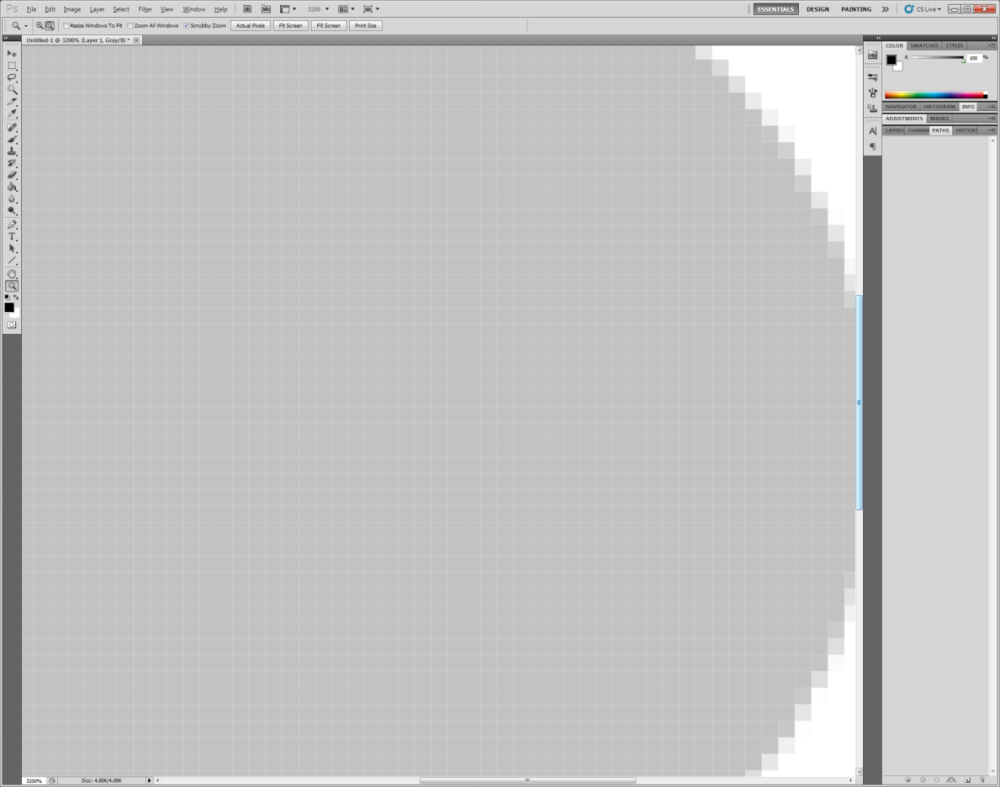 Ps File Edit Image Layer Select Filter View Window Help Br Mb 3200 ESSENTIALS DESIGN PAINTING CS Live
Resize Windows To Fit Zoom All Windows Scrubby Zoom Actual Pixels Fit Screen Fill Screen Print Size
Untitled-1 @ 3200% (Layer 1, Gray/8) *
COLOR SWATCHES STYLES
K 100 %
NAVIGATOR HISTOGRAM INFO
ADJUSTMENTS MASKS
LAYERS CHANNE PATHS HISTORY
3200% Doc: 4.00K/4.00K